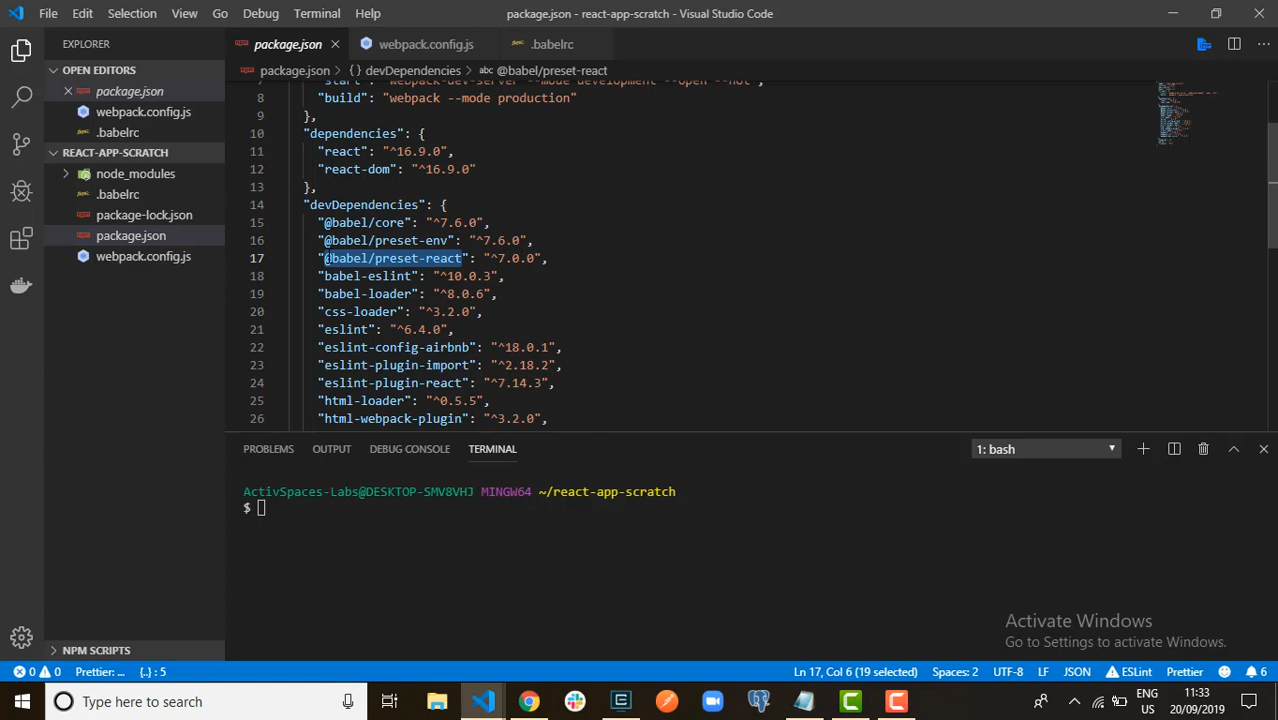 File Edit Selection View Go Debug Terminal Help package.json - react-app-scratch - Visual Studio Code
EXPLORER package.json webpack.config.js .babelrc
OPEN EDITORS package.json > {} devDependencies > abc @babel/preset-react
package.json
webpack.config.js
.babelrc
REACT-APP-SCRATCH
node_modules
.babelrc
package-lock.json
package.json
webpack.config.js
7 "start": "webpack-dev-server --mode development --open --hot",
8 "build": "webpack --mode production"
9 },
10 "dependencies": {
11 "react": "^16.9.0",
12 "react-dom": "^16.9.0"
13 },
14 "devDependencies": {
15 "@babel/core": "^7.6.0",
16 "@babel/preset-env": "^7.6.0",
17 "@babel/preset-react": "^7.0.0",
18 "babel-eslint": "^10.0.3",
19 "babel-loader": "^8.0.6",
20 "css-loader": "^3.2.0",
21 "eslint": "^6.4.0",
22 "eslint-config-airbnb": "^18.0.1",
23 "eslint-plugin-import": "^2.18.2",
24 "eslint-plugin-react": "^7.14.3",
25 "html-loader": "^0.5.5",
26 "html-webpack-plugin": "^3.2.0",
PROBLEMS OUTPUT DEBUG CONSOLE TERMINAL 1: bash
ActivSpaces-Labs@DESKTOP-SMV8VHJ MINGW64 ~/react-app-scratch
$
Activate Windows
Go to Settings to activate Windows.
NPM SCRIPTS
0 0 Prettier: ... {..} : 5 Ln 17, Col 6 (19 selected) Spaces: 2 UTF-8 LF JSON ESLint Prettier 6
Type here to search ENG 11:33
US 20/09/2019